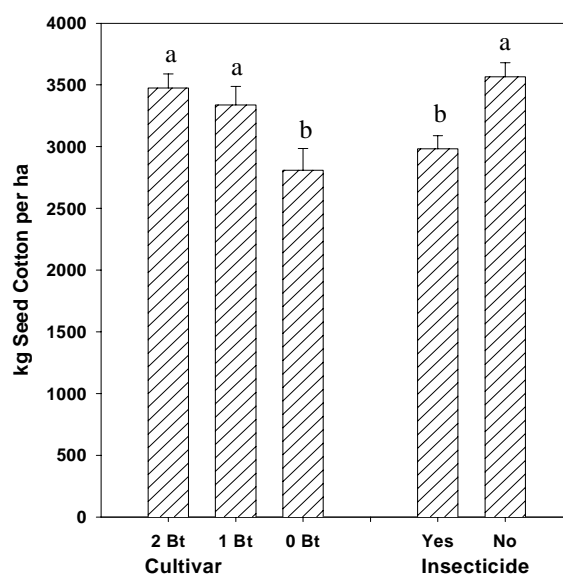 kg Seed Cotton per ha
4000
3500
3000
2500
2000
1500
1000
500
0
a
a
b
b
a
2 Bt 1 Bt 0 Bt Yes No
Cultivar Insecticide